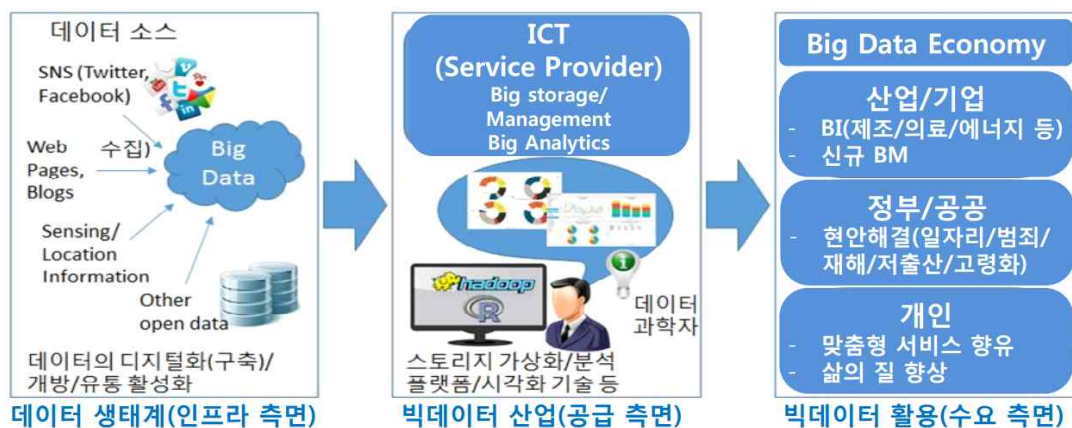 데이터 소스
SNS (Twitter,
Facebook)
Web
Pages,
Blogs
수집)
Big
Data
Sensing/
Location
Information
Other
open data
데이터의 디지털화(구축)/
개방/유통 활성화
데이터 생태계(인프라 측면)
ICT
(Service Provider)
Big storage/
Management
Big Analytics
hadoop
R
데이터
과학자
스토리지 가상화/분석
플랫폼/시각화 기술 등
빅데이터 산업(공급 측면)
Big Data Economy
산업/기업
- BI(제조/의료/에너지 등)
- 신규 BM
정부/공공
- 현안해결(일자리/범죄/
재해/저출산/고령화)
개인
- 맞춤형 서비스 향유
- 삶의 질 향상
빅데이터 활용(수요 측면)